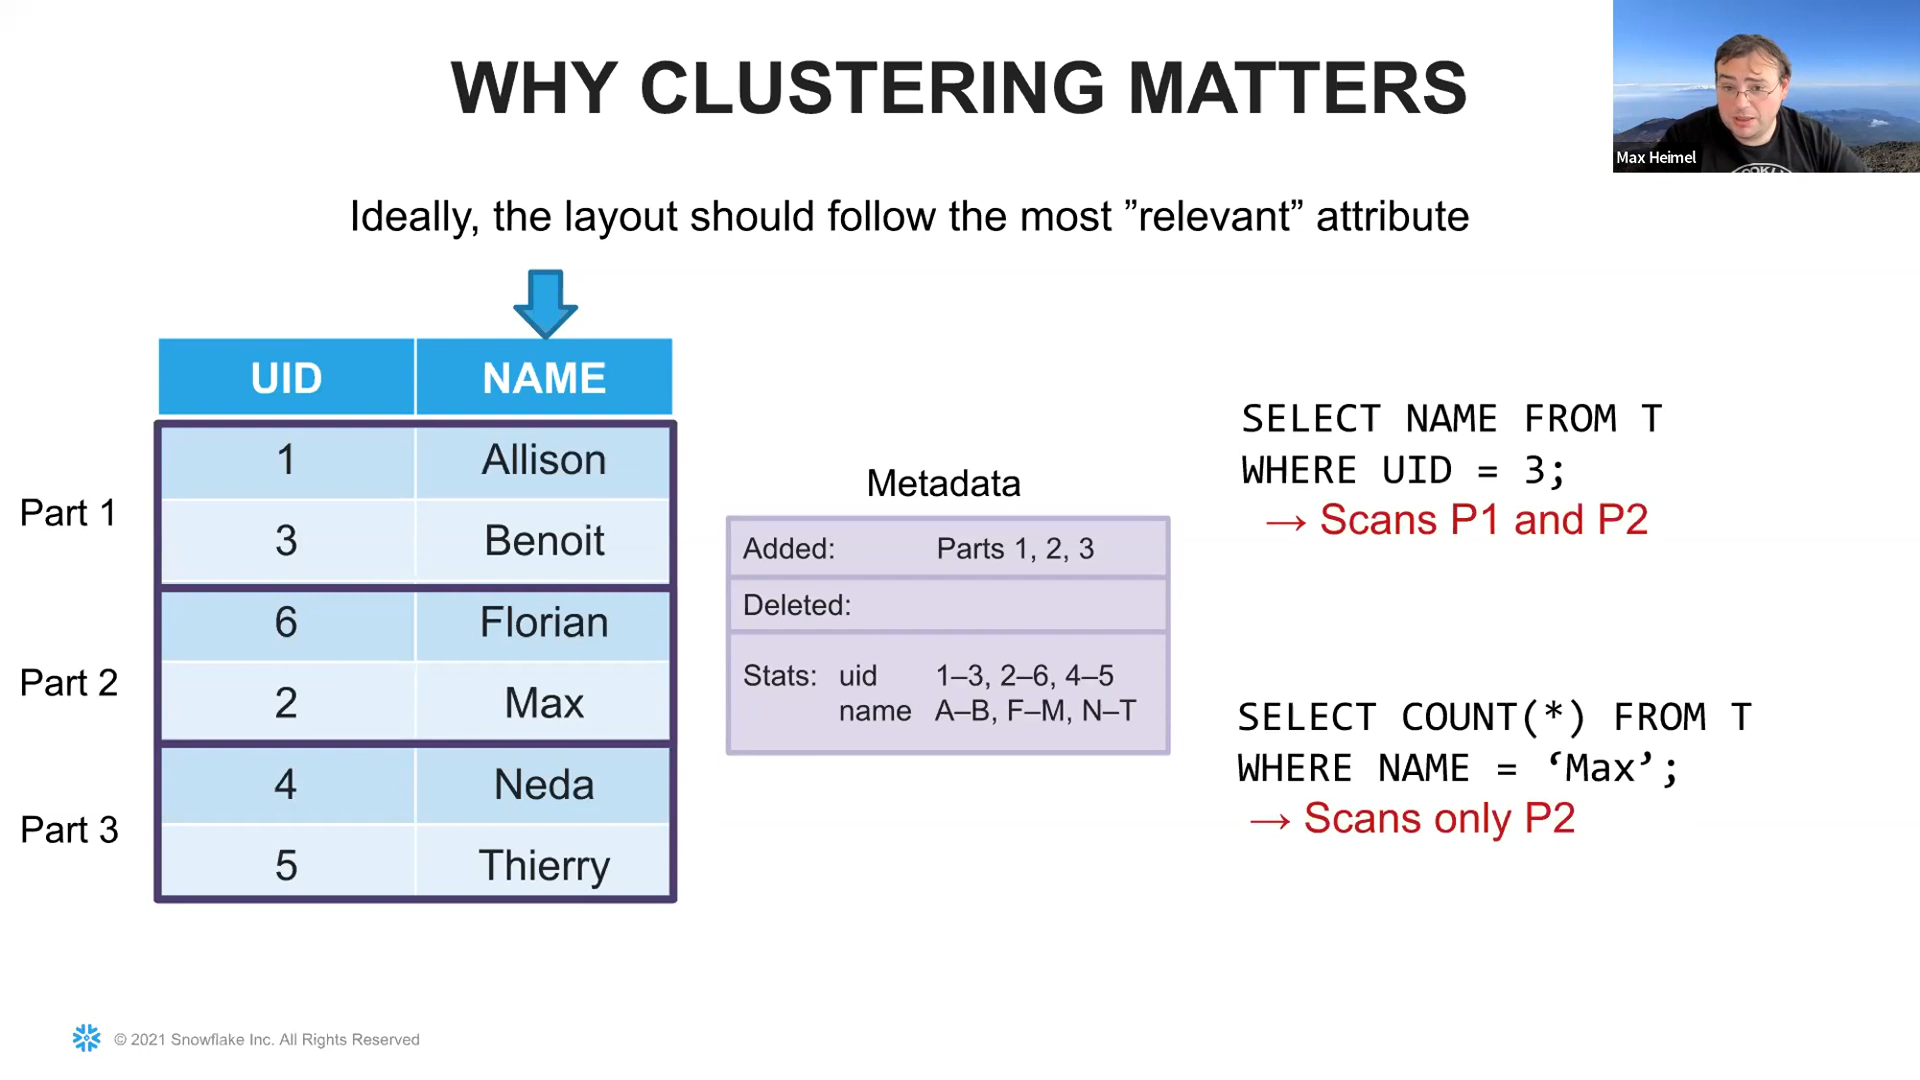 WHY CLUSTERING MATTERS
Max Heimel
Ideally, the layout should follow the most ”relevant” attribute
UID NAME
1 Allison
Part 1
3 Benoit
6 Florian
Part 2
2 Max
4 Neda
Part 3
5 Thierry
Metadata
Added: Parts 1, 2, 3
Deleted:
Stats: uid 1–3, 2–6, 4–5
name A–B, F–M, N–T
SELECT NAME FROM T
WHERE UID = 3;
→ Scans P1 and P2
SELECT COUNT(*) FROM T
WHERE NAME = ‘Max’;
→ Scans only P2
© 2021 Snowflake Inc. All Rights Reserved